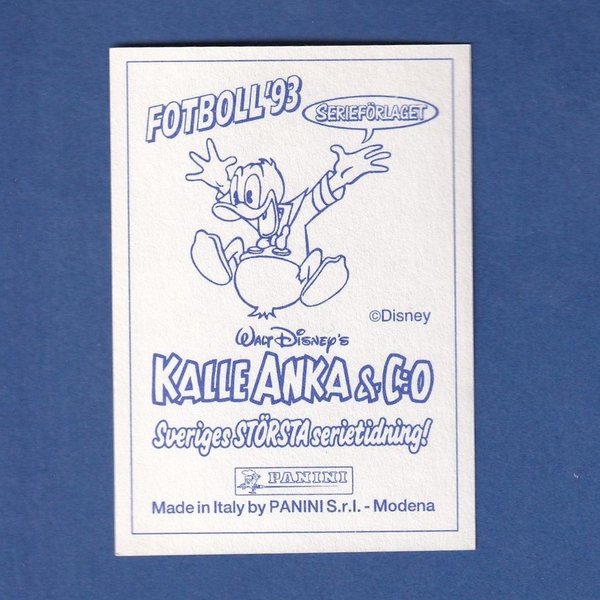 FOTBOLL '93
SERIEFÖRLAGET
©Disney
WALT DISNEY'S
KALLE ANKA & C:O
Sveriges STÖRSTA serietidning!
PANINI
Made in Italy by PANINI S.r.l. - Modena